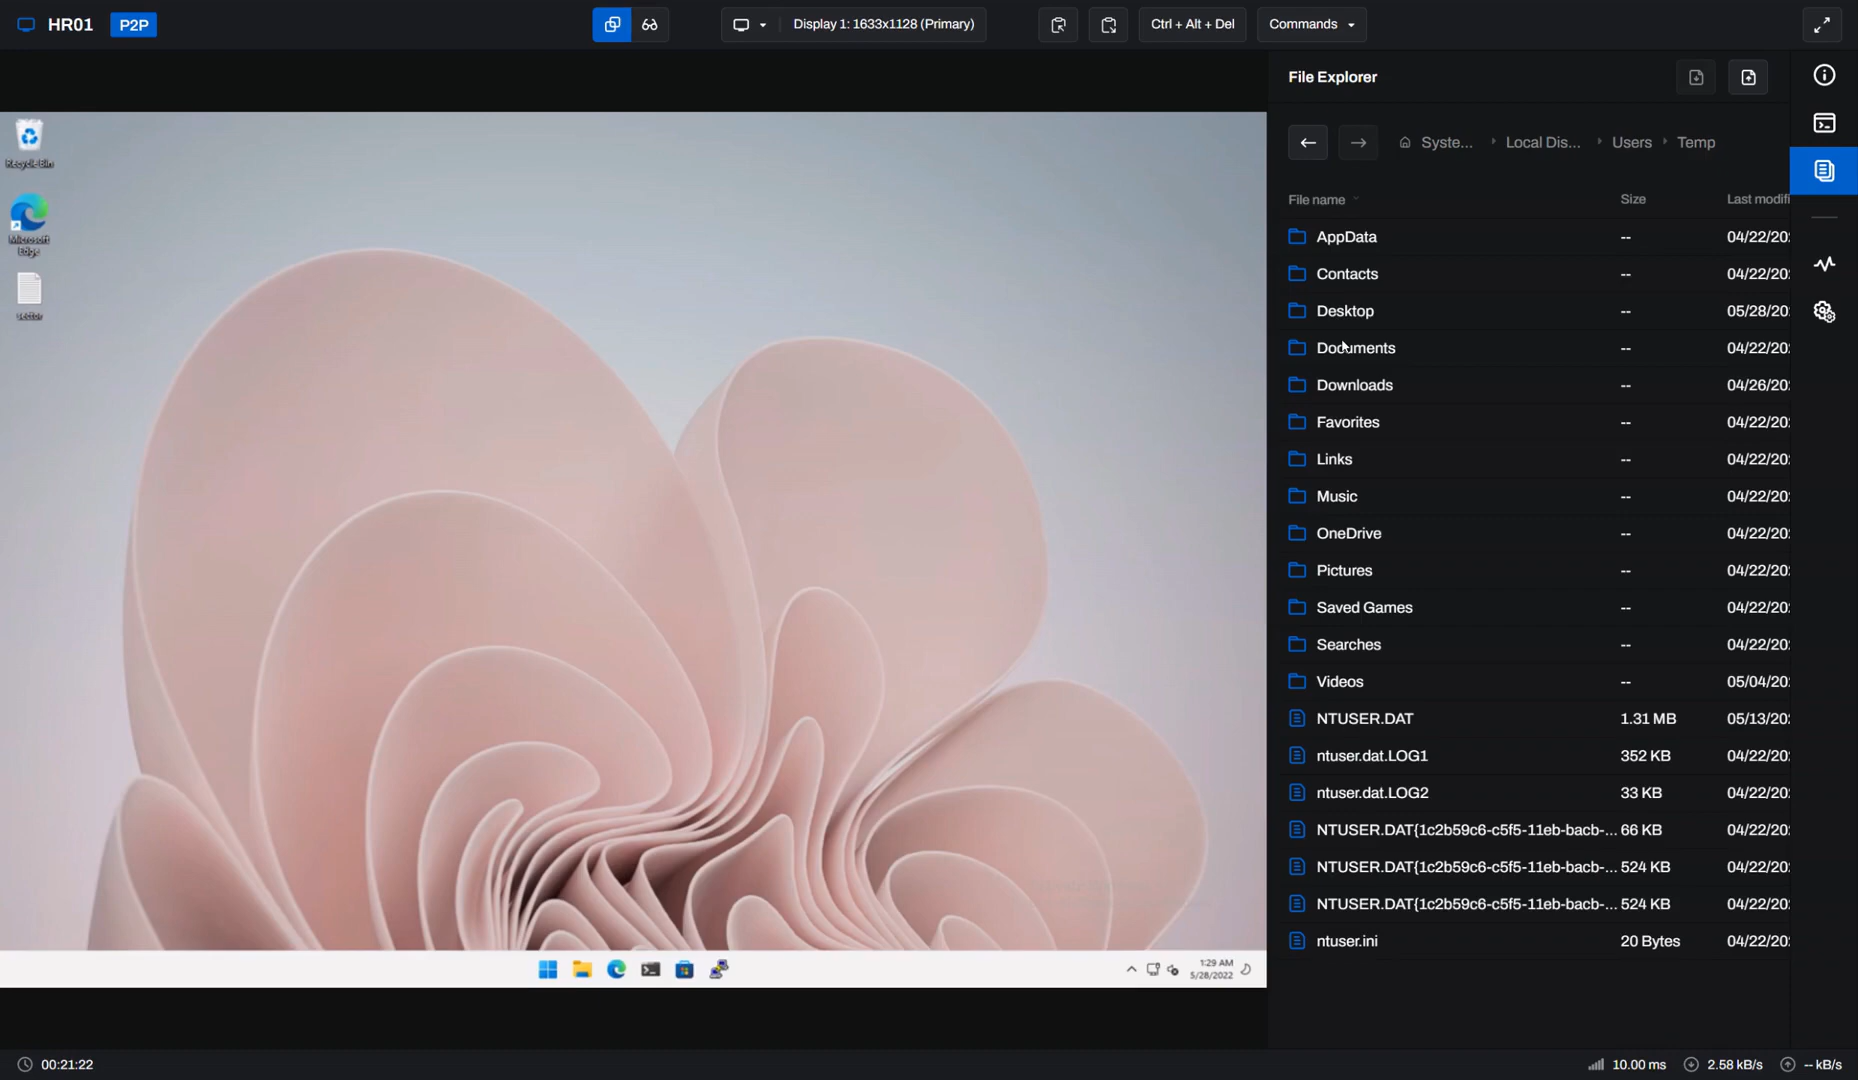 HR01 P2P Display 1: 1633x1128 (Primary) Ctrl + Alt + Del Commands
File Explorer
Syste... Local Dis... Users Temp
File name Size Last modifi
AppData -- 04/22/20
Contacts -- 04/22/20
Desktop -- 05/28/20
Documents -- 04/22/20
Downloads -- 04/26/20
Favorites -- 04/22/20
Links -- 04/22/20
Music -- 04/22/20
OneDrive -- 04/22/20
Pictures -- 04/22/20
Saved Games -- 04/22/20
Searches -- 04/22/20
Videos -- 05/04/20
NTUSER.DAT 1.31 MB 05/13/20
ntuser.dat.LOG1 352 KB 04/22/20
ntuser.dat.LOG2 33 KB 04/22/20
NTUSER.DAT{1c2b59c6-c5f5-11eb-bacb-... 66 KB 04/22/20
NTUSER.DAT{1c2b59c6-c5f5-11eb-bacb-... 524 KB 04/22/20
NTUSER.DAT{1c2b59c6-c5f5-11eb-bacb-... 524 KB 04/22/20
ntuser.ini 20 Bytes 04/22/20
Recycle Bin
Microsoft
Edge
sector
1:29 AM
5/28/2022
00:21:22 10.00 ms 2.58 kB/s -- kB/s